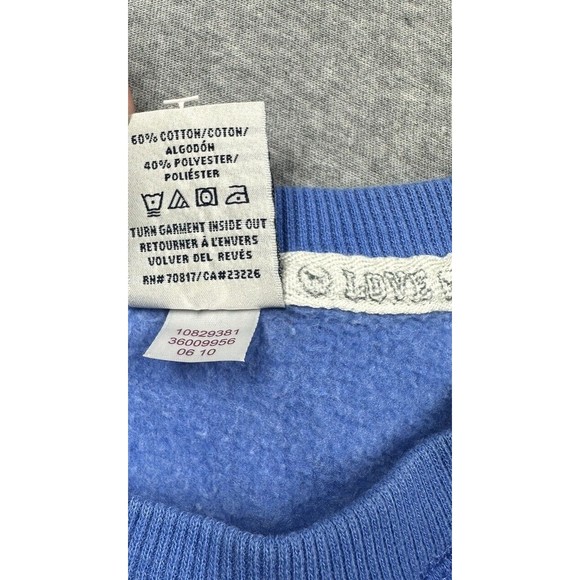 60% COTTON/COTON/
ALGODÓN
40% POLYESTER/
POLIÉSTER
TURN GARMENT INSIDE OUT
RETOURNER À L'ENVERS
VOLVER DEL REVÉS
RN# 70817/CA#23226
LOVE
10829381
36009956
06 10